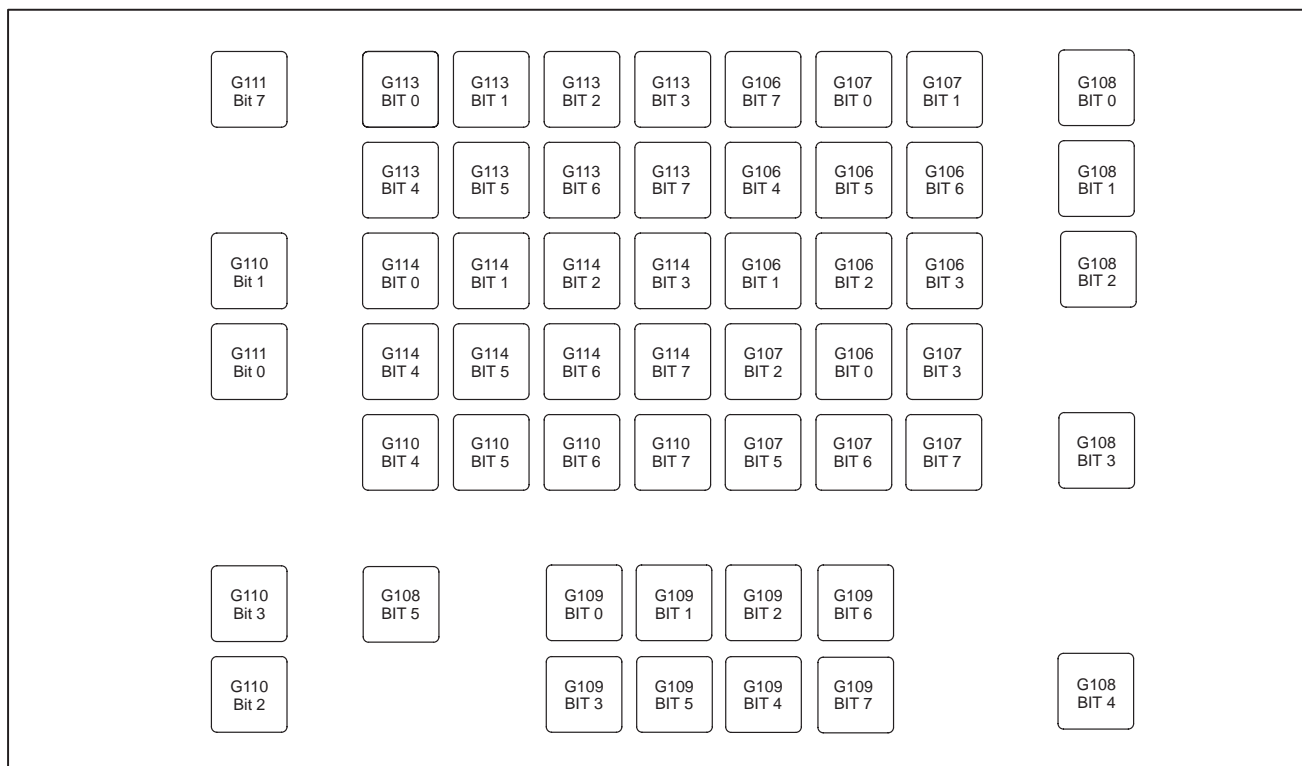 G111 G113 G113 G113 G113 G106 G107 G107 G108
Bit 7 BIT 0 BIT 1 BIT 2 BIT 3 BIT 7 BIT 0 BIT 1 BIT 0
G113 G113 G113 G113 G106 G106 G106 G108
BIT 4 BIT 5 BIT 6 BIT 7 BIT 4 BIT 5 BIT 6 BIT 1
G110 G114 G114 G114 G114 G106 G106 G106 G108
Bit 1 BIT 0 BIT 1 BIT 2 BIT 3 BIT 1 BIT 2 BIT 3 BIT 2
G111 G114 G114 G114 G114 G107 G106 G107
Bit 0 BIT 4 BIT 5 BIT 6 BIT 7 BIT 2 BIT 0 BIT 3
G110 G110 G110 G110 G107 G107 G107 G108
BIT 4 BIT 5 BIT 6 BIT 7 BIT 5 BIT 6 BIT 7 BIT 3
G110 G108 G109 G109 G109 G109
Bit 3 BIT 5 BIT 0 BIT 1 BIT 2 BIT 6
G110 G109 G109 G109 G109 G108
Bit 2 BIT 3 BIT 5 BIT 4 BIT 7 BIT 4